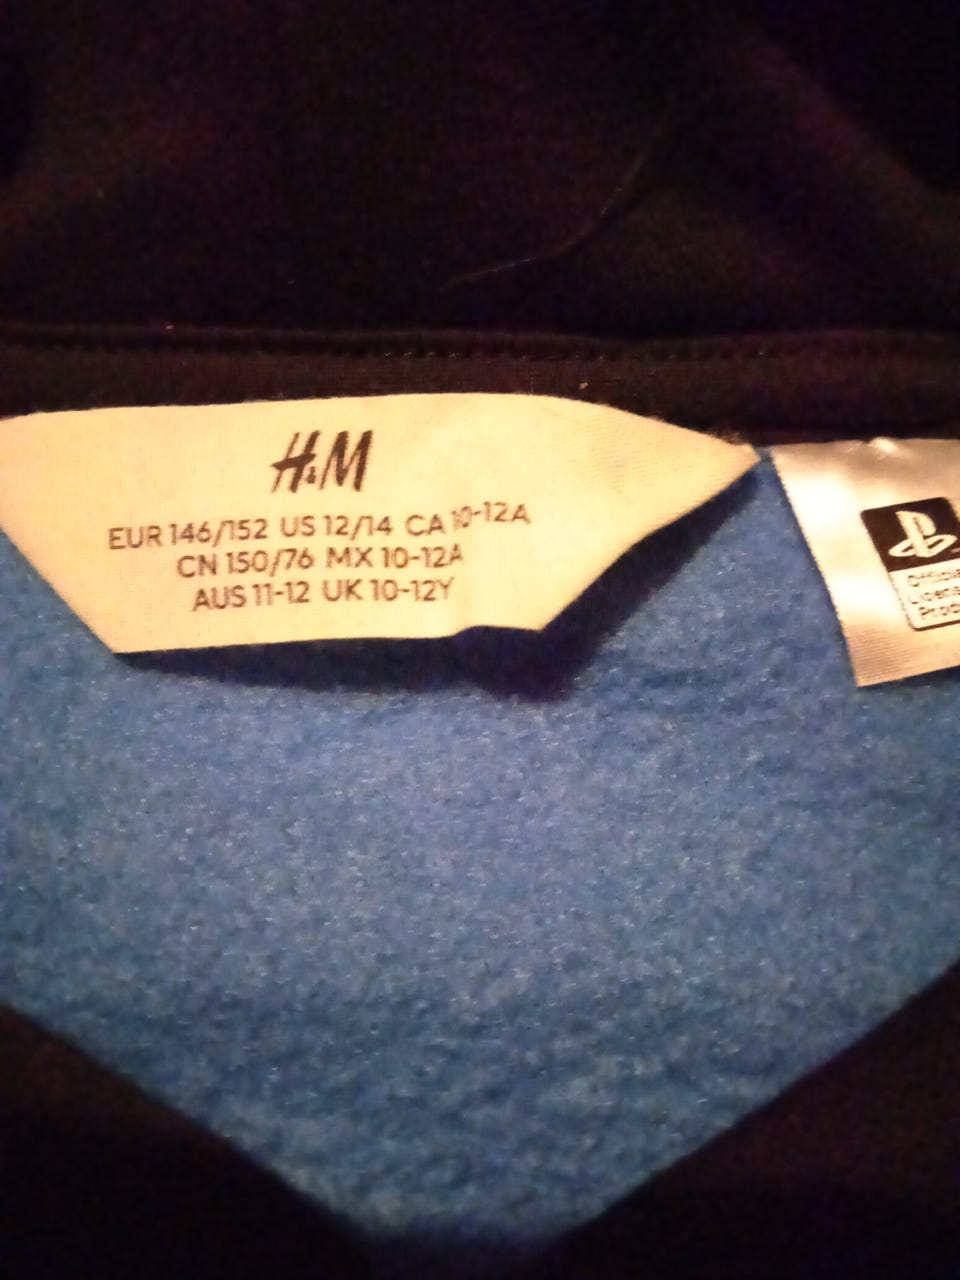 H&M
EUR 146/152 US 12/14 CA 10-12A
CN 150/76 MX 10-12A
AUS 11-12 UK 10-12Y